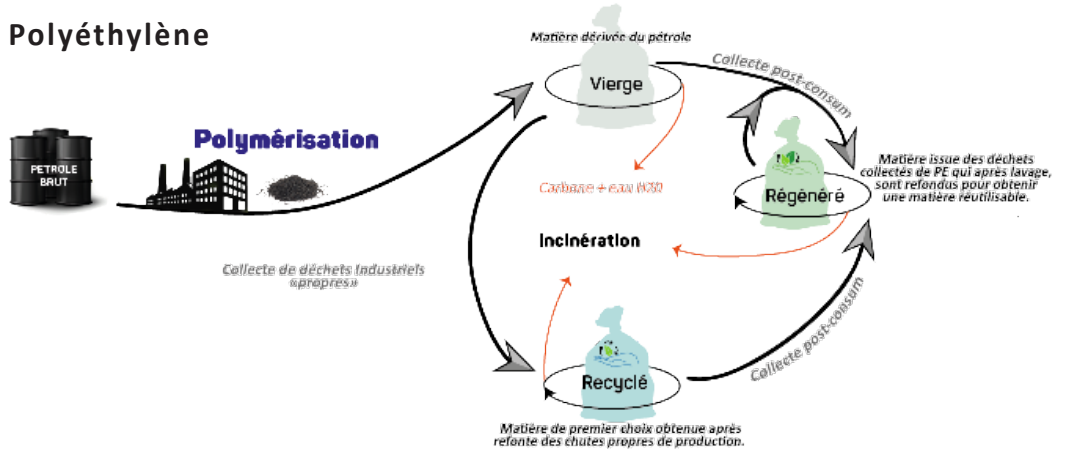 Polyéthylène
Matière dérivée du pétrole
Vierge
Collecte post-consum
Polymérisation
PETROLE
BRUT
Carbone + eau H20
Régénéré
Matière issue des déchets
collectés de PE qui après lavage,
sont refondus pour obtenir
une matière réutilisable.
Incinération
Collecte de déchets industriels
«propres»
Collecte post-consum
Recyclé
Matière de premier choix obtenue après
refonte des chutes propres de production.